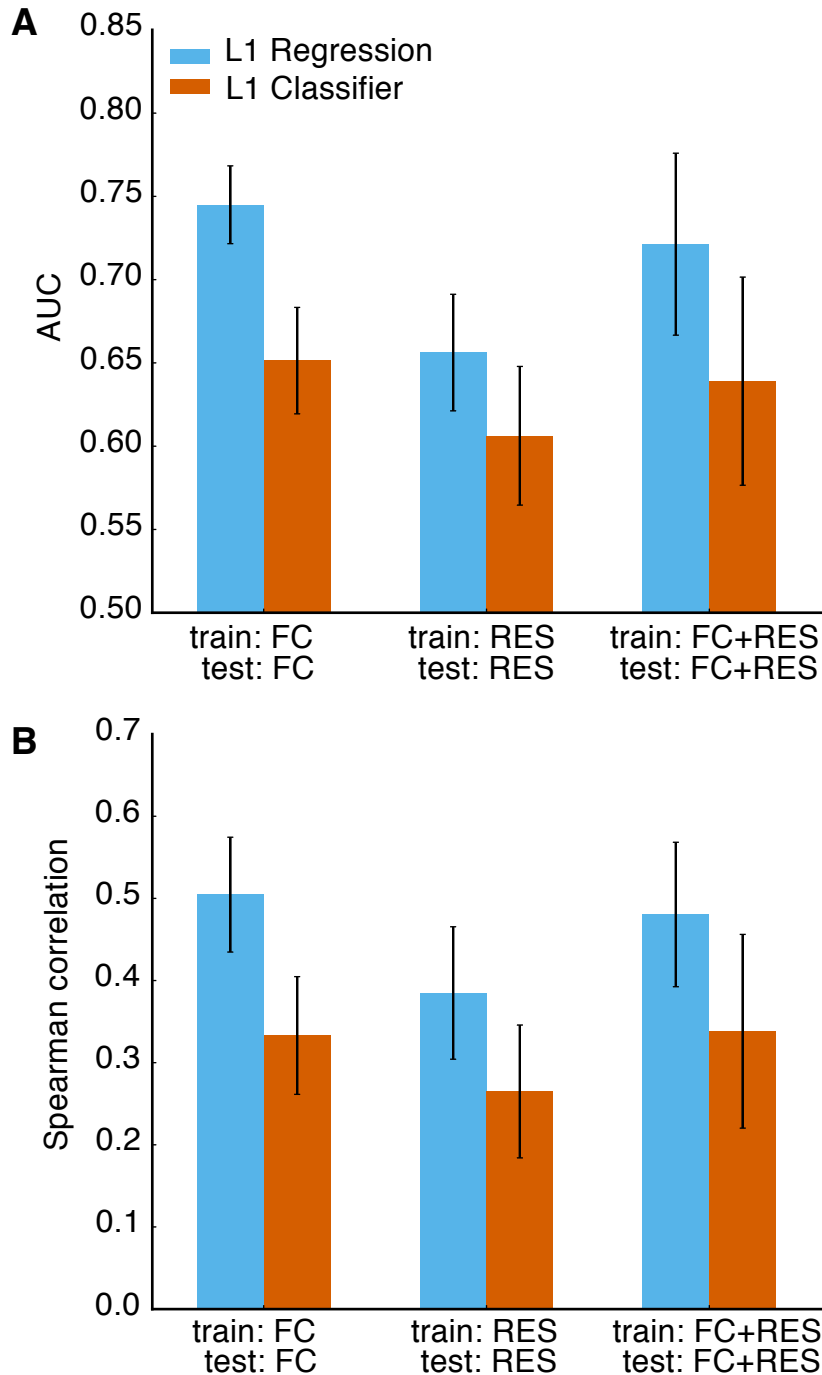 A
0.85
0.80
0.75
0.70
0.65
0.60
0.55
0.50
AUC
L1 Regression
L1 Classifier
train: FC
test: FC
train: RES
test: RES
train: FC+RES
test: FC+RES
B
0.7
0.6
0.5
0.4
0.3
0.2
0.1
0.0
Spearman correlation
train: FC
test: FC
train: RES
test: RES
train: FC+RES
test: FC+RES